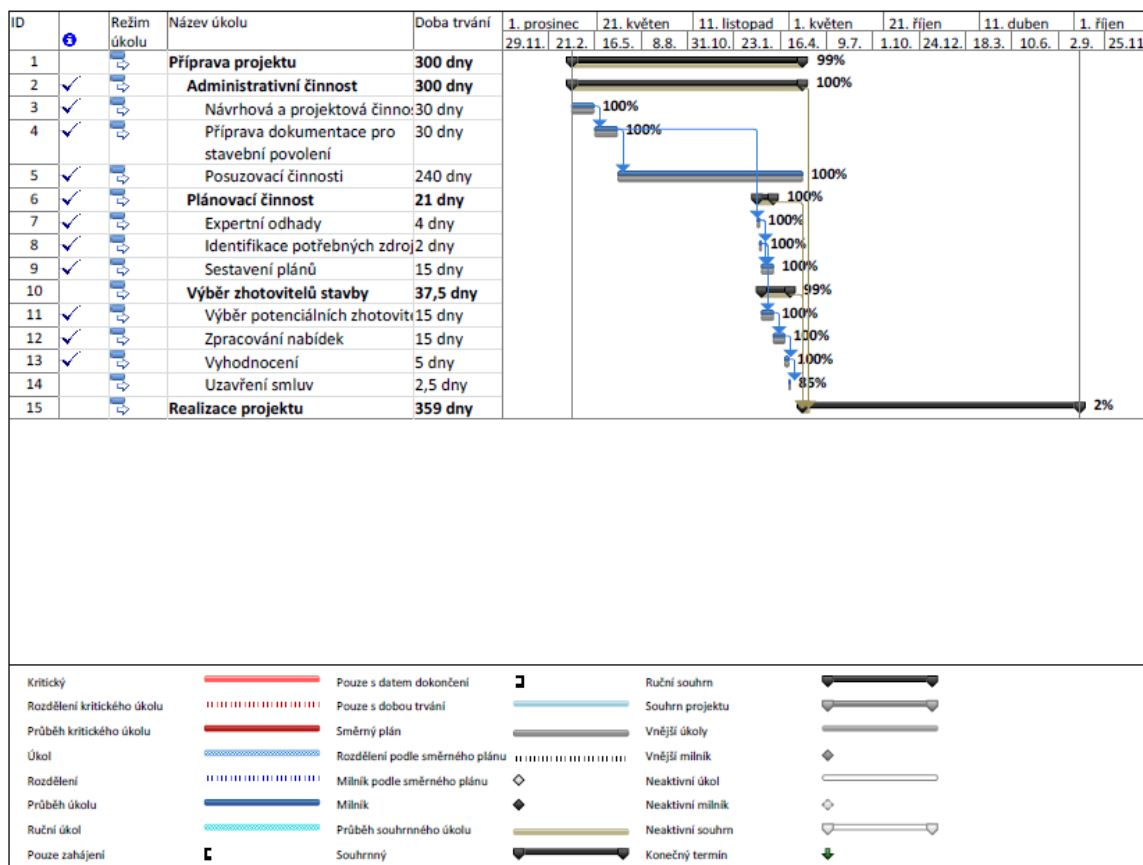 ID Režim úkolu Název úkolu Doba trvání 1. prosinec 21. květen 11. listopad 1. květen 21. říjen 11. duben 1. říjen
29.11. 21.2. 16.5. 8.8. 31.10. 23.1. 16.4. 9.7. 1.10. 24.12. 18.3. 10.6. 2.9. 25.11
1 Příprava projektu 300 dny 99%
2 Administrativní činnost 300 dny 100%
3 Návrhová a projektová činnos 30 dny 100%
4 Příprava dokumentace pro 30 dny 100%
stavební povolení
5 Posuzovací činnosti 240 dny 100%
6 Plánovací činnost 21 dny 100%
7 Expertní odhady 4 dny 100%
8 Identifikace potřebných zdroj 2 dny 100%
9 Sestavení plánů 15 dny 100%
10 Výběr zhotovitelů stavby 37,5 dny 99%
11 Výběr potenciálních zhotovit 15 dny 100%
12 Zpracování nabídek 15 dny 100%
13 Vyhodnocení 5 dny 100%
14 Uzavření smluv 2,5 dny 85%
15 Realizace projektu 359 dny 2%
Kritický Pouze s datem dokončení Ruční souhrn
Rozdělení kritického úkolu Pouze s dobou trvání Souhrn projektu
Průběh kritického úkolu Směrný plán Vnější úkoly
Úkol Rozdělení podle směrného plánu Vnější milník
Rozdělení Milník podle směrného plánu Neaktivní úkol
Průběh úkolu Milník Neaktivní milník
Ruční úkol Průběh souhrnného úkolu Neaktivní souhrn
Pouze zahájení Souhrnný Konečný termín